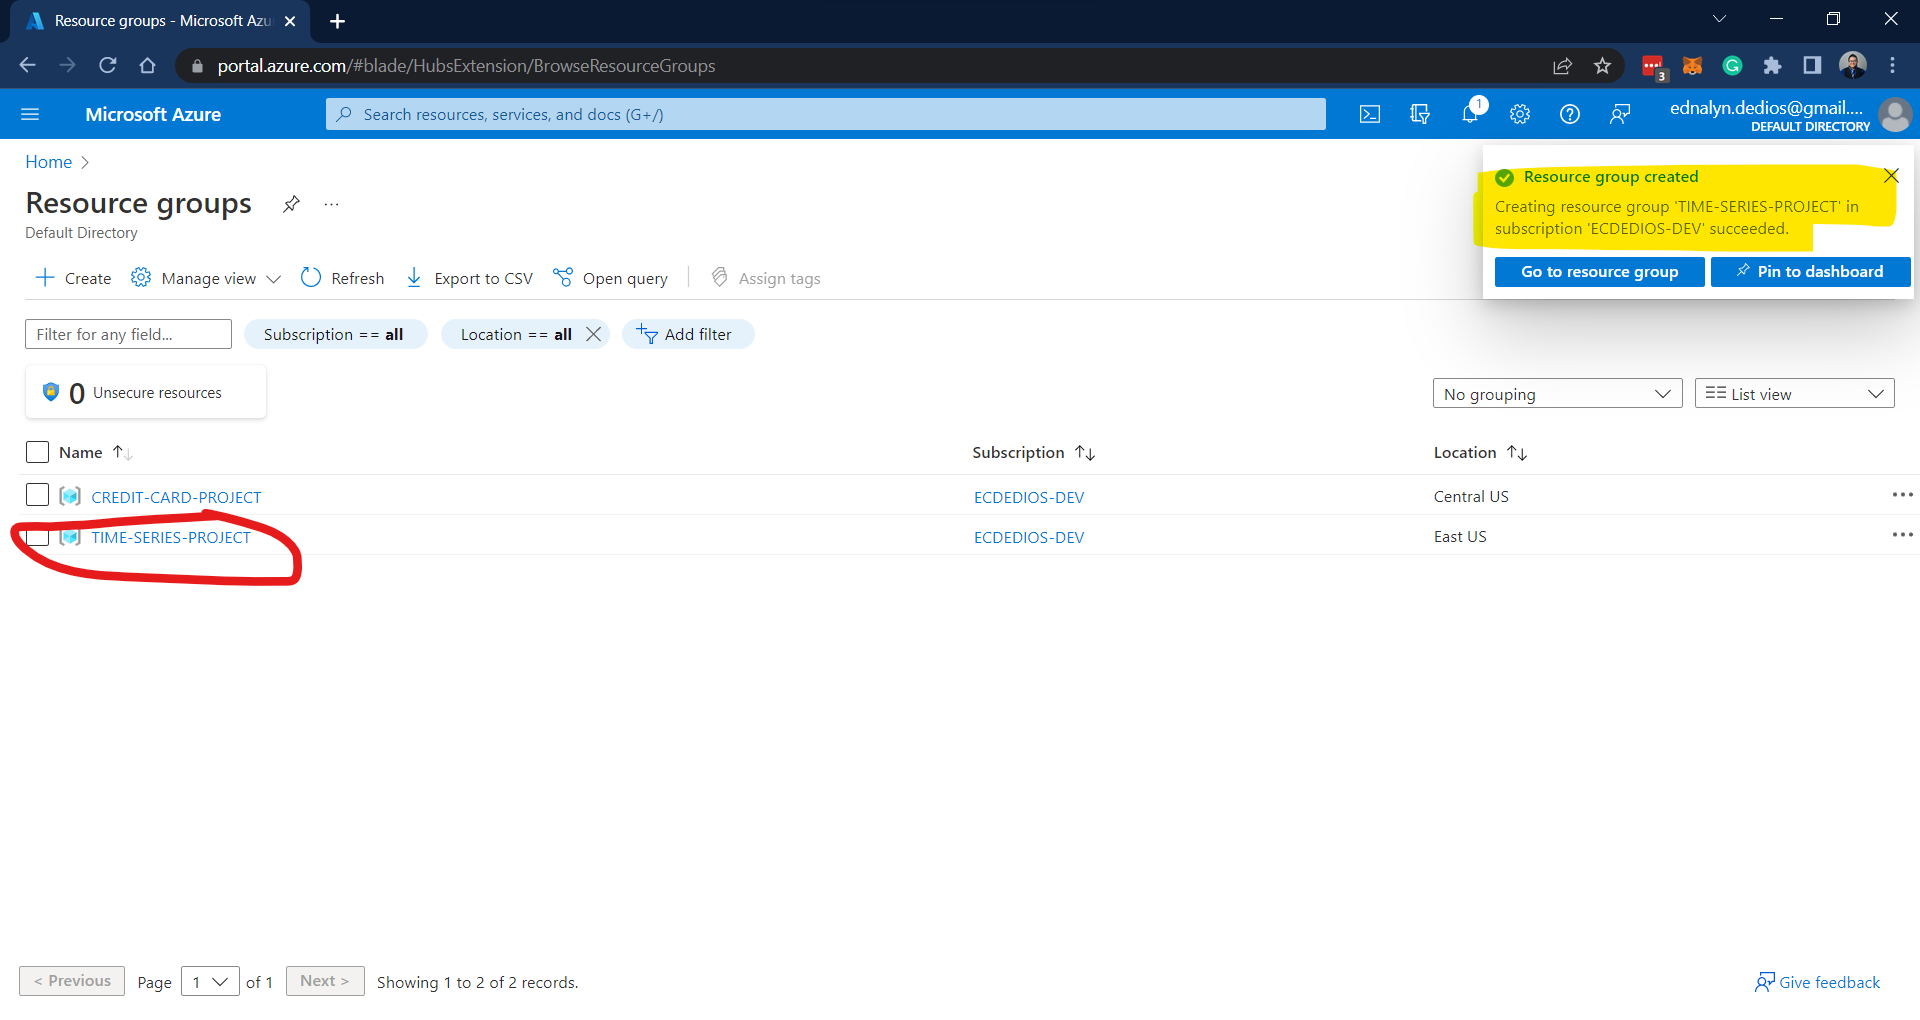 Resource groups - Microsoft Azu
portal.azure.com/#blade/HubsExtension/BrowseResourceGroups
3
Microsoft Azure
Search resources, services, and docs (G+/)
1
ednalyn.dedios@gmail....
DEFAULT DIRECTORY
Home
Resource groups
...
Default Directory
Resource group created
Creating resource group 'TIME-SERIES-PROJECT' in
subscription 'ECDEDIOS-DEV' succeeded.
Go to resource group
Pin to dashboard
Create
Manage view
Refresh
Export to CSV
Open query
Assign tags
Filter for any field...
Subscription == all
Location == all
Add filter
0 Unsecure resources
No grouping
List view
Name
Subscription
Location
CREDIT-CARD-PROJECT
ECDEDIOS-DEV
Central US
TIME-SERIES-PROJECT
ECDEDIOS-DEV
East US
< Previous
Page 1 of 1
Next >
Showing 1 to 2 of 2 records.
Give feedback